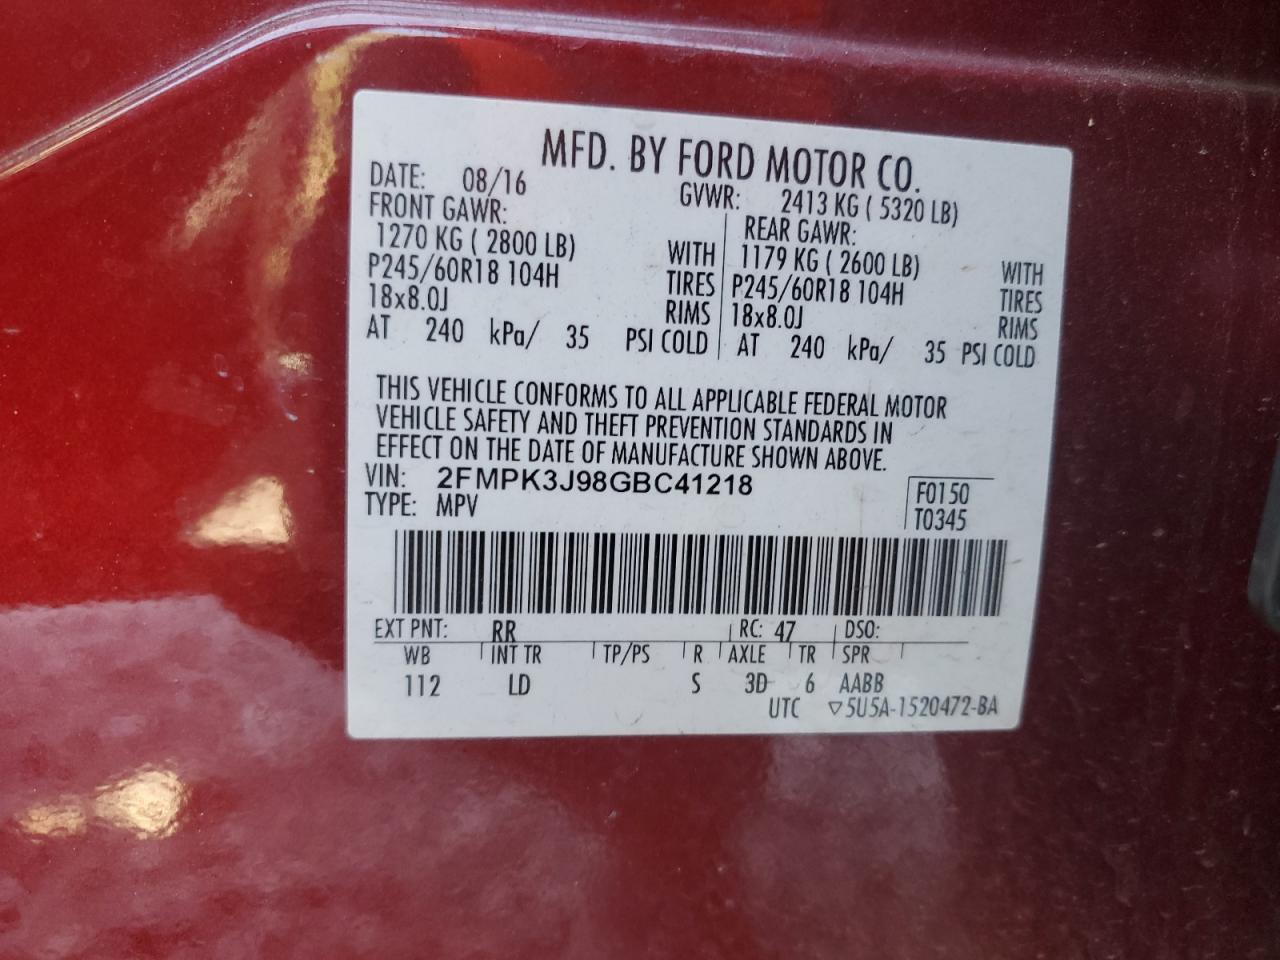 MFD. BY FORD MOTOR CO.
DATE: 08/16 GVWR: 2413 KG ( 5320 LB)
FRONT GAWR: REAR GAWR:
1270 KG ( 2800 LB) WITH 1179 KG ( 2600 LB) WITH
P245/60R18 104H TIRES P245/60R18 104H TIRES
18x8.0J RIMS 18x8.0J RIMS
AT 240 kPa/ 35 PSI COLD AT 240 kPa/ 35 PSI COLD
THIS VEHICLE CONFORMS TO ALL APPLICABLE FEDERAL MOTOR
VEHICLE SAFETY AND THEFT PREVENTION STANDARDS IN
EFFECT ON THE DATE OF MANUFACTURE SHOWN ABOVE.
VIN: 2FMPK3J98GBC41218 F0150
TYPE: MPV T0345
EXT PNT: RR RC: 47 DSO:
WB INT TR TP/PS R AXLE TR SPR
112 LD S 3D 6 AABB
UTC ▽5U5A-1520472-BA